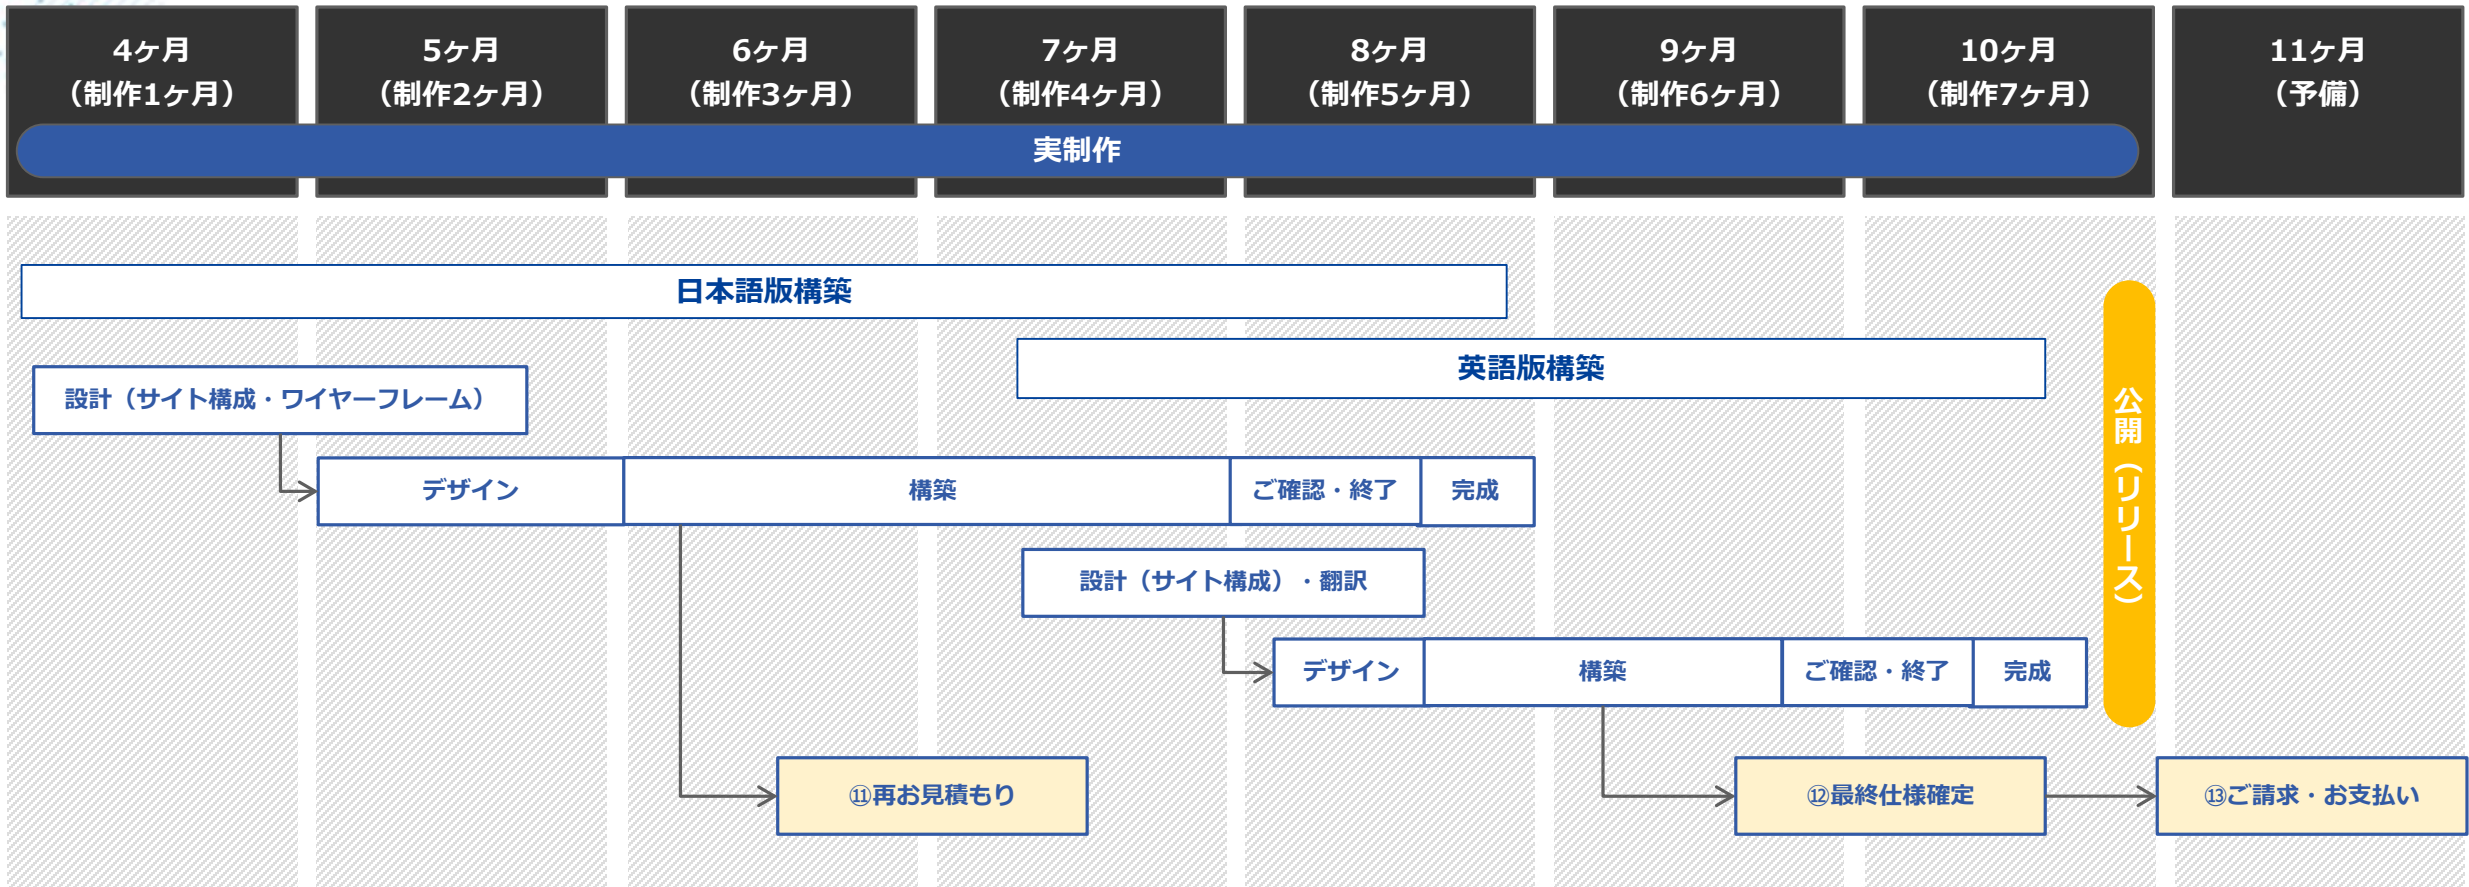 4ヶ月
（制作1ヶ月）
5ヶ月
（制作2ヶ月）
6ヶ月
（制作3ヶ月）
7ヶ月
（制作4ヶ月）
8ヶ月
（制作5ヶ月）
9ヶ月
（制作6ヶ月）
10ヶ月
（制作7ヶ月）
11ヶ月
（予備）
実制作
日本語版構築
英語版構築
設計（サイト構成・ワイヤーフレーム）
公開（リリース）
デザイン
構築
ご確認・終了
完成
設計（サイト構成）・翻訳
デザイン
構築
ご確認・終了
完成
⑪再お見積もり
⑫最終仕様確定
⑬ご請求・お支払い